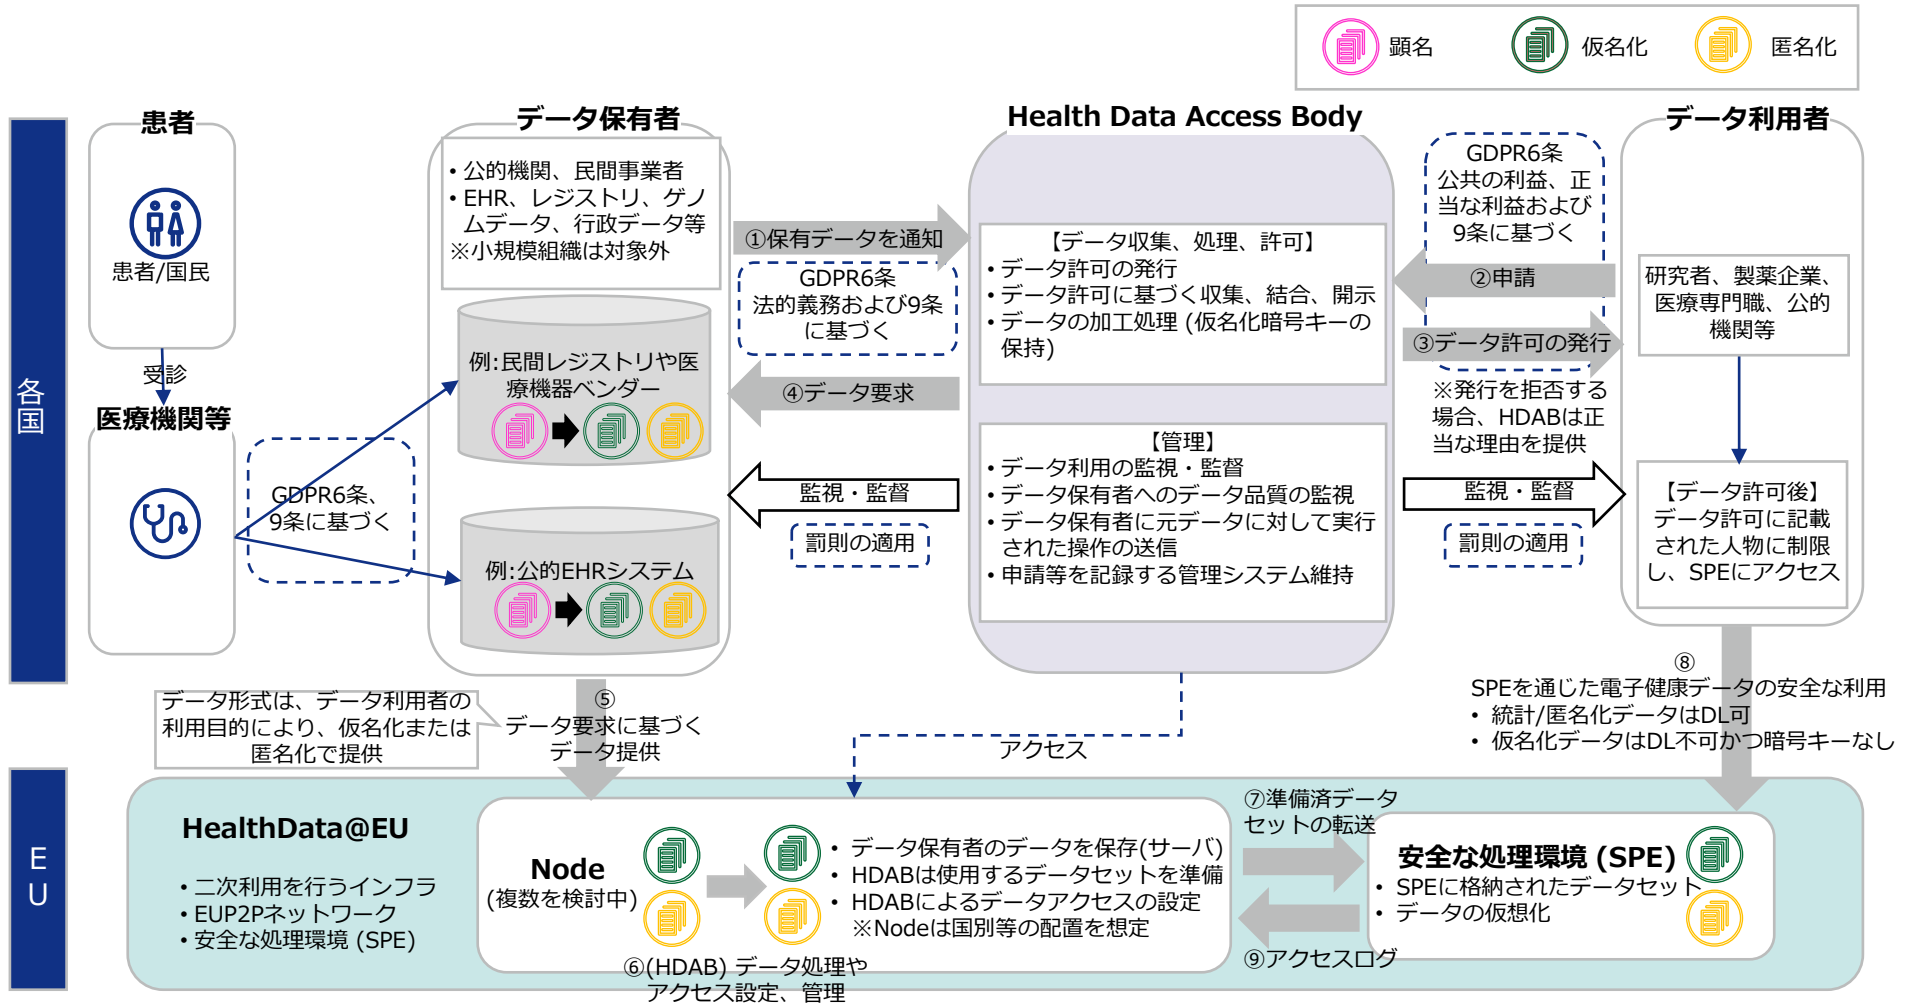 顕名
仮名化
匿名化
各国
患者
患者/国民
受診
医療機関等
GDPR6条、
9条に基づく
データ保有者
• 公的機関、民間事業者
• EHR、レジストリ、ゲノ
ムデータ、行政データ等
※小規模組織は対象外
例:民間レジストリや医
療機器ベンダー
例:公的EHRシステム
①保有データを通知
GDPR6条
法的義務および9条
に基づく
④データ要求
監視・監督
罰則の適用
Health Data Access Body
【データ収集、処理、許可】
• データ許可の発行
• データ許可に基づく収集、結合、開示
• データの加工処理 (仮名化暗号キーの
保持)
【管理】
• データ利用の監視・監督
• データ保有者へのデータ品質の監視
• データ保有者に元データに対して実行
された操作の送信
• 申請等を記録する管理システム維持
GDPR6条
公共の利益、正
当な利益および
9条に基づく
②申請
③データ許可の発行
※発行を拒否する
場合、HDABは正
当な理由を提供
監視・監督
罰則の適用
データ利用者
研究者、製薬企業、
医療専門職、公的
機関等
【データ許可後】
データ許可に記載
された人物に制限
し、SPEにアクセス
データ形式は、データ利用者の
利用目的により、仮名化または
匿名化で提供
⑤
データ要求に基づく
データ提供
アクセス
⑧
SPEを通じた電子健康データの安全な利用
• 統計/匿名化データはDL可
• 仮名化データはDL不可かつ暗号キーなし
EU
HealthData@EU
• 二次利用を行うインフラ
• EUP2Pネットワーク
• 安全な処理環境 (SPE)
Node
(複数を検討中)
• データ保有者のデータを保存(サーバ)
• HDABは使用するデータセットを準備
• HDABによるデータアクセスの設定
※Nodeは国別等の配置を想定
⑥(HDAB) データ処理や
アクセス設定、管理
⑦準備済データ
セットの転送
⑨アクセスログ
安全な処理環境 (SPE)
• SPEに格納されたデータセット
• データの仮想化